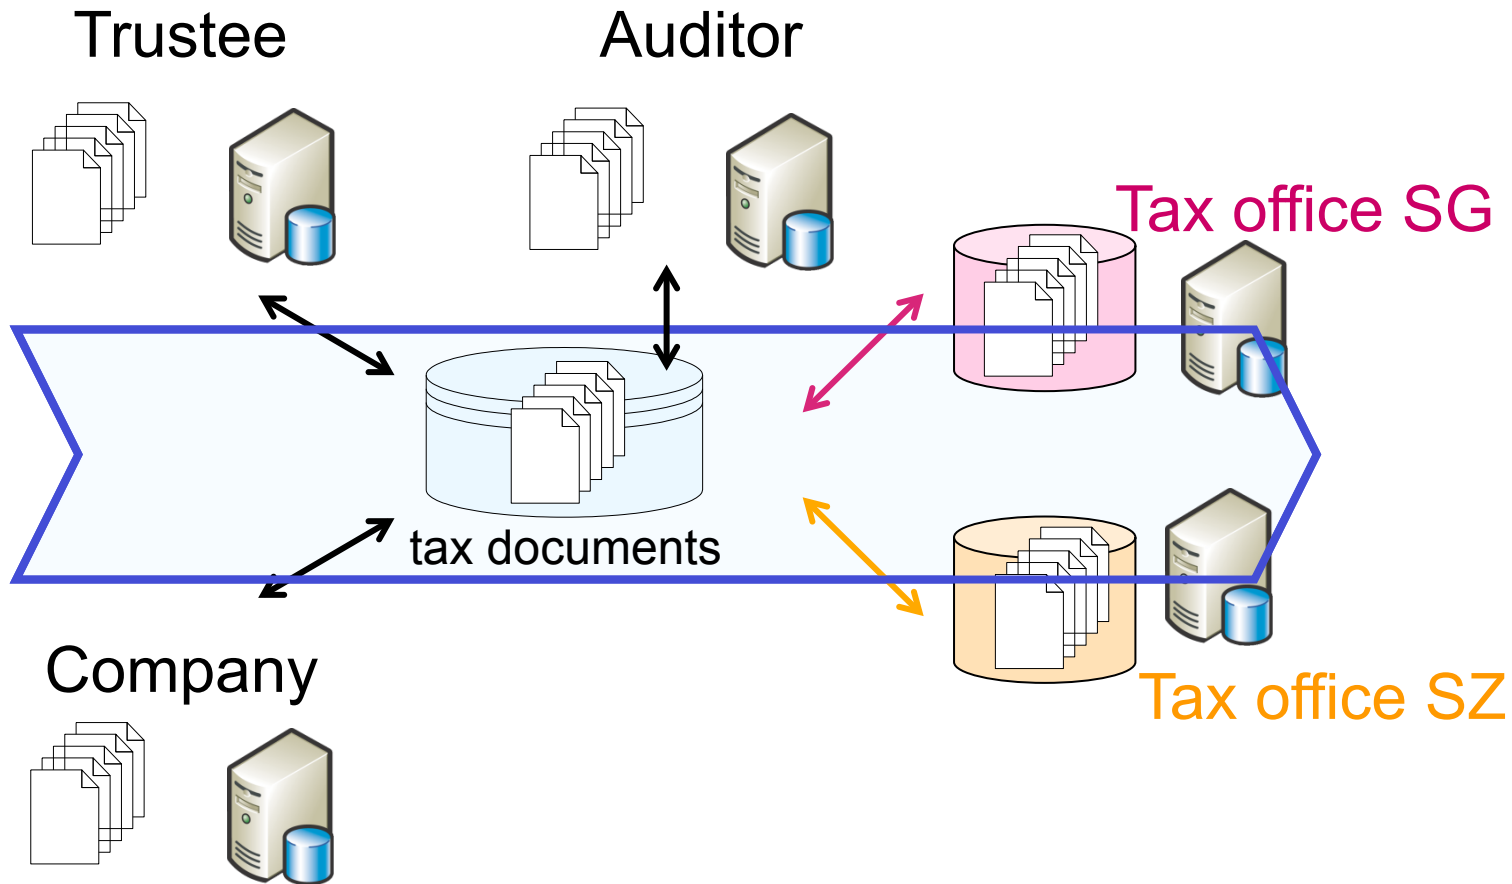 Trustee
Auditor
Tax office SG
tax documents
Company
Tax office SZ